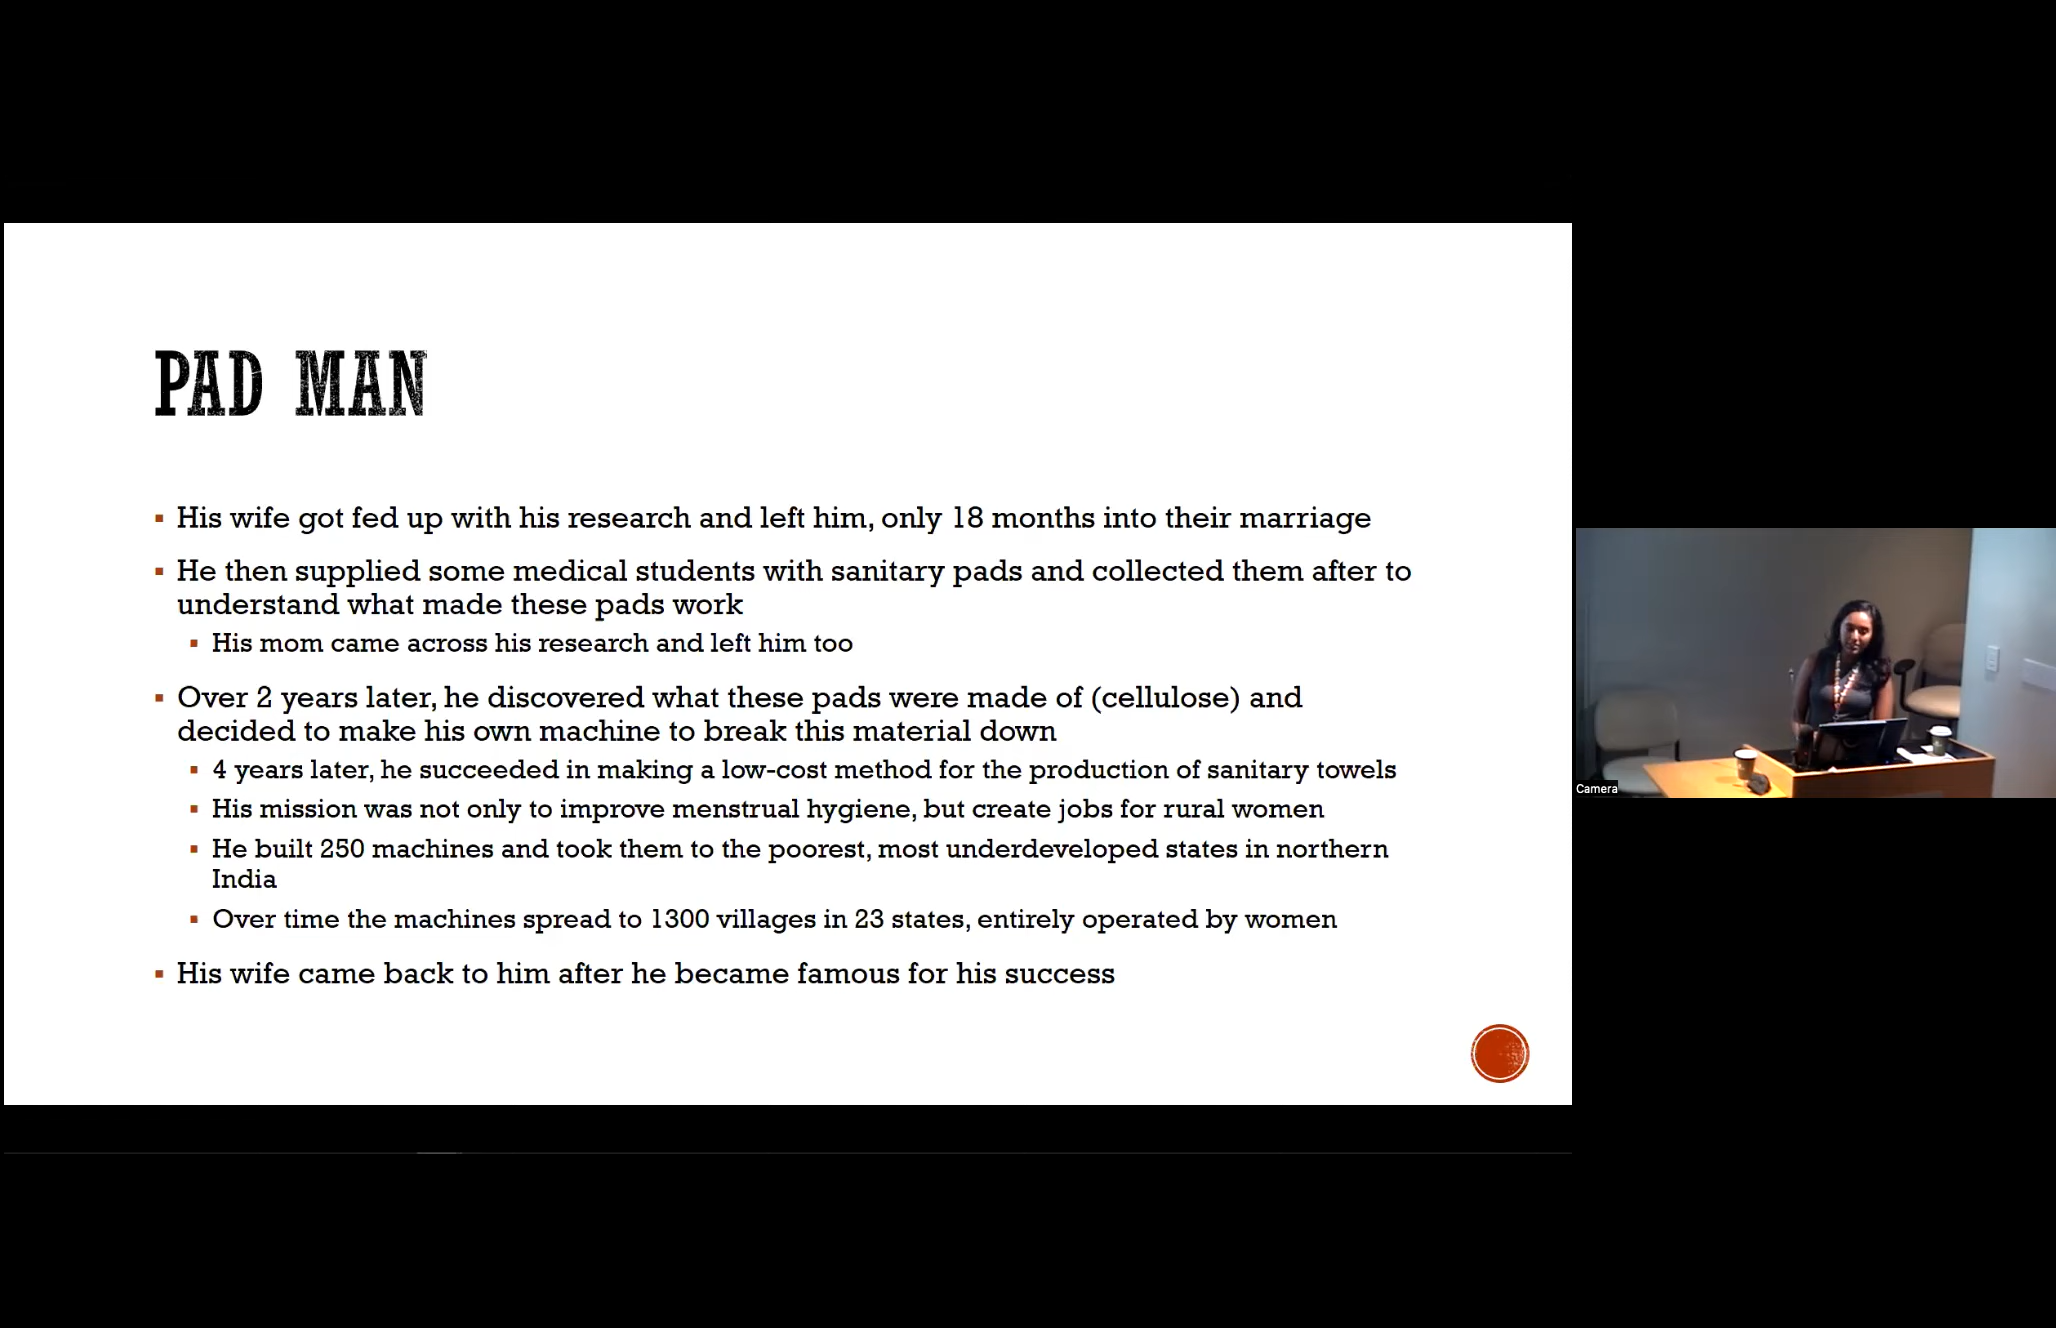 PAD MAN
His wife got fed up with his research and left him, only 18 months into their marriage
He then supplied some medical students with sanitary pads and collected them after to
understand what made these pads work
His mom came across his research and left him too
Over 2 years later, he discovered what these pads were made of (cellulose) and
decided to make his own machine to break this material down
4 years later, he succeeded in making a low-cost method for the production of sanitary towels
His mission was not only to improve menstrual hygiene, but create jobs for rural women
He built 250 machines and took them to the poorest, most underdeveloped states in northern
India
Over time the machines spread to 1300 villages in 23 states, entirely operated by women
His wife came back to him after he became famous for his success
Camera